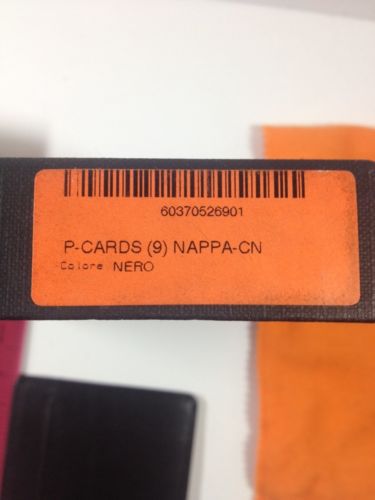 60370526901
P-CARDS (9) NAPPA-CN
Colore NERO